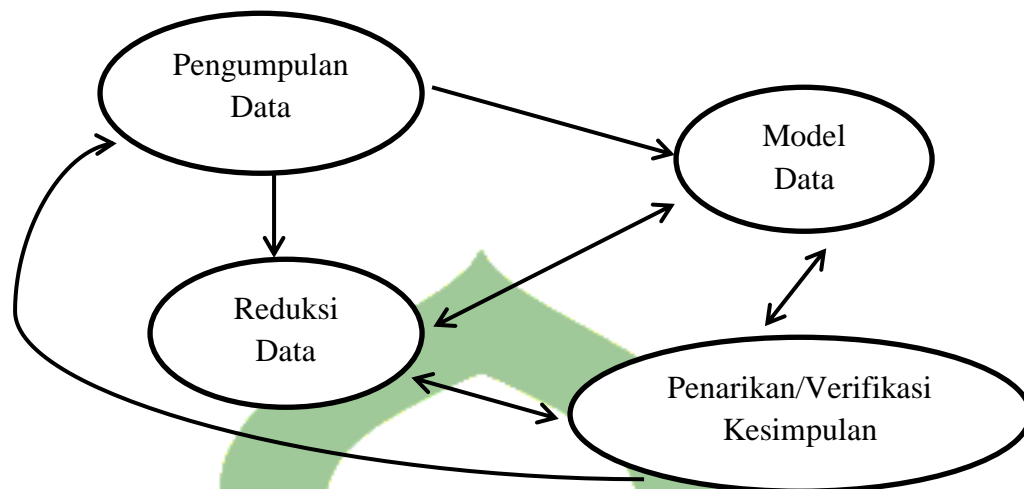 Pengumpulan
Data
Model
Data
Reduksi
Data
Penarikan/Verifikasi
Kesimpulan